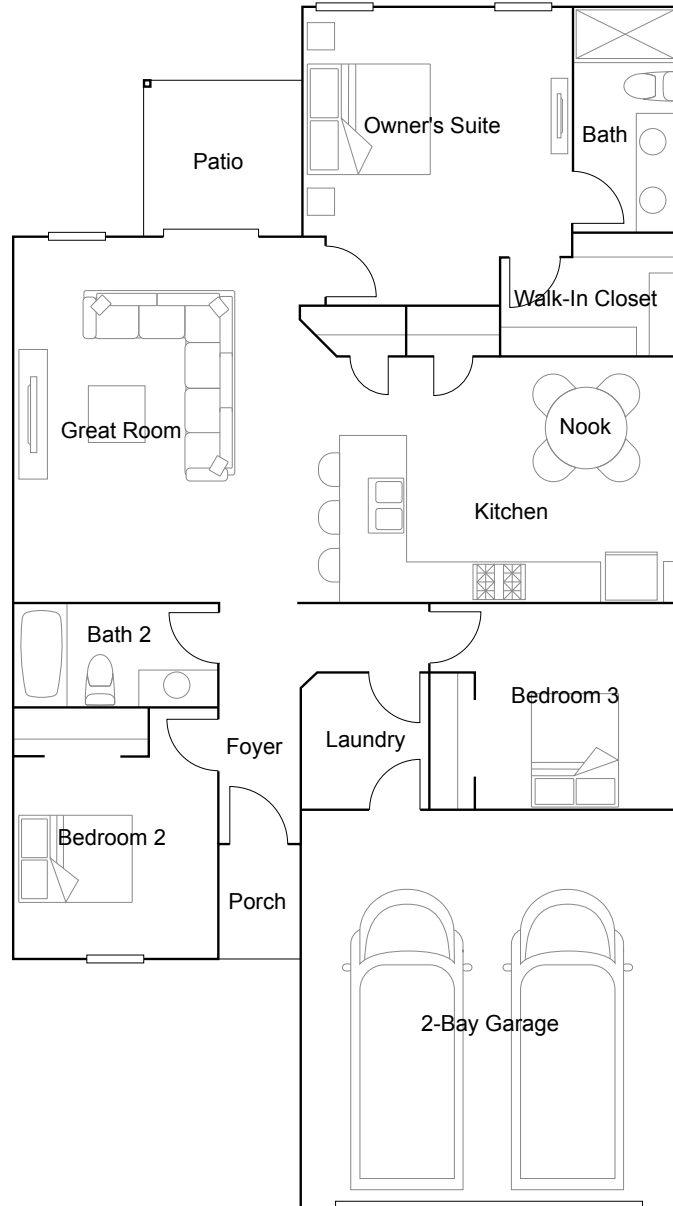 Owner's Suite
Bath
Patio
Walk-In Closet
Great Room
Nook
Kitchen
Bath 2
Bedroom 3
Foyer
Laundry
Bedroom 2
Porch
2-Bay Garage